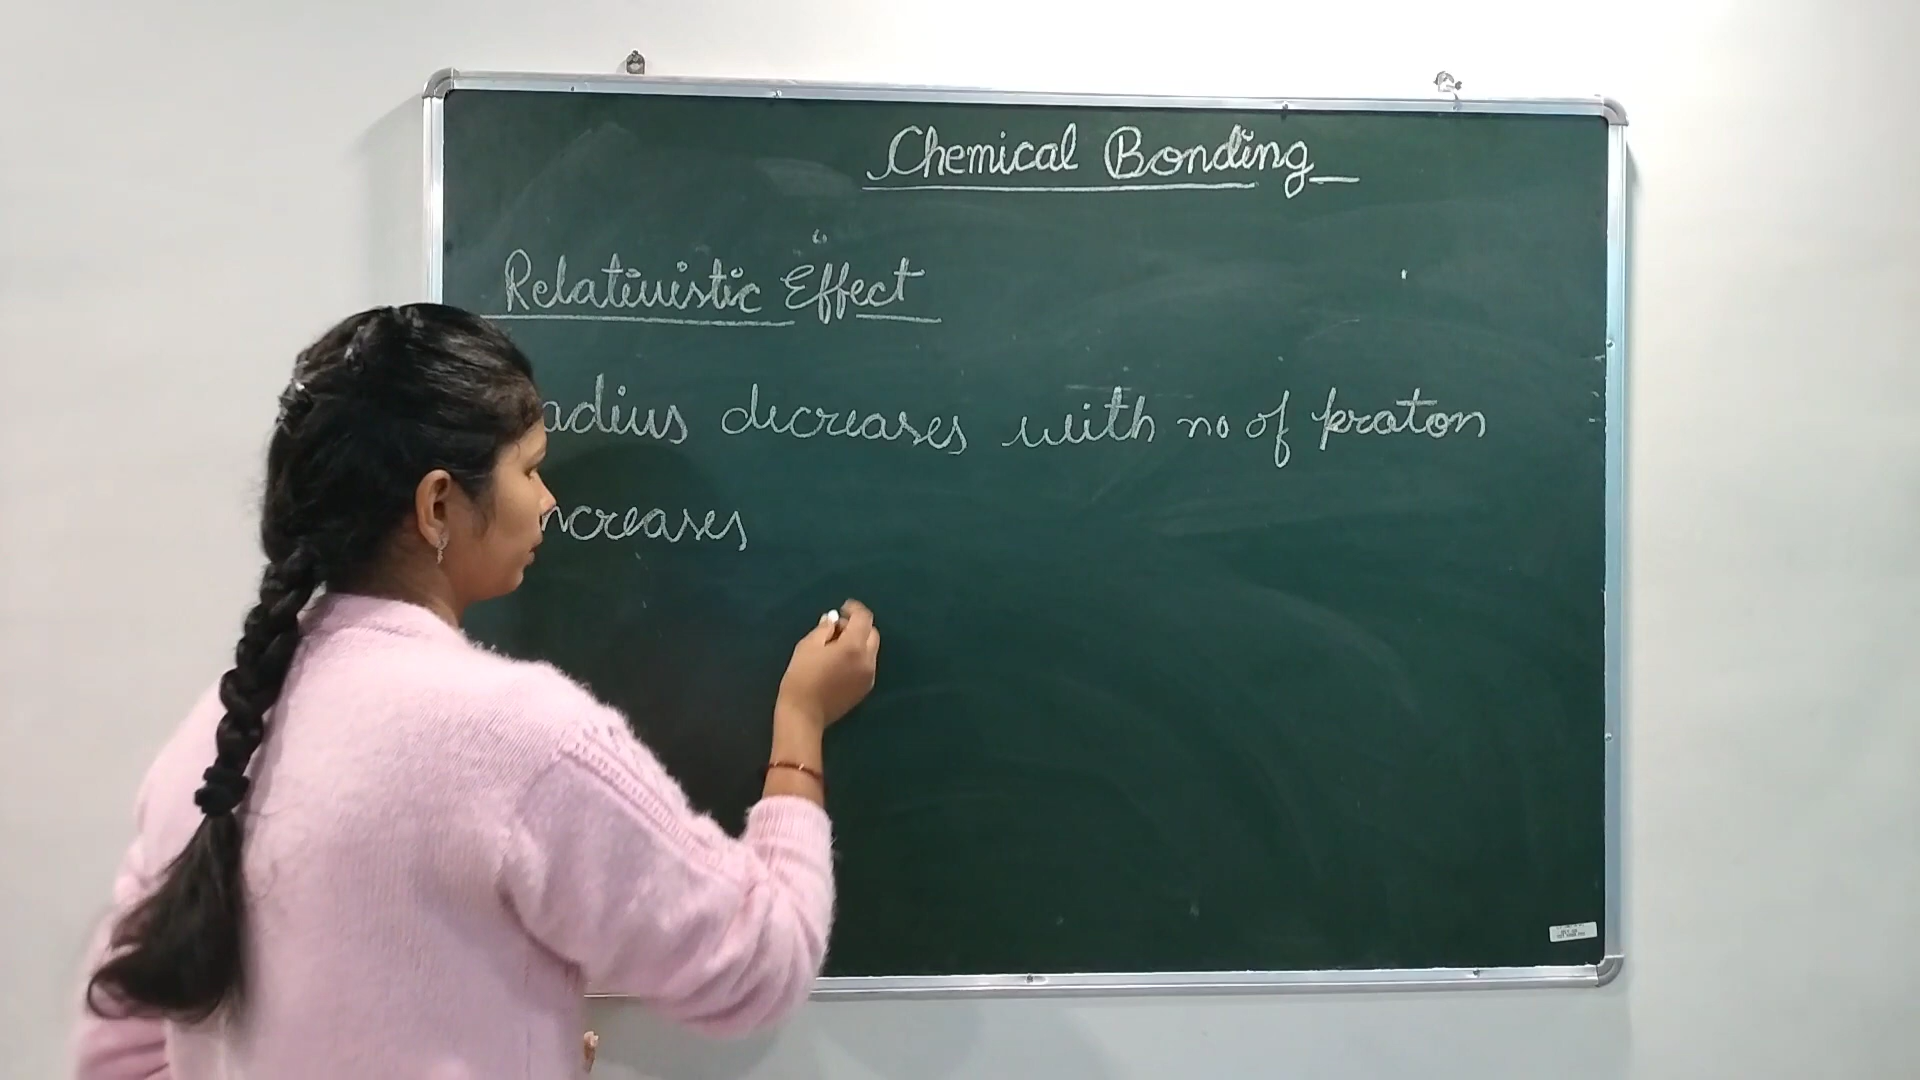 Chemical Bonding
Relativistic Effect
adius decreases with no of proton
ncreases